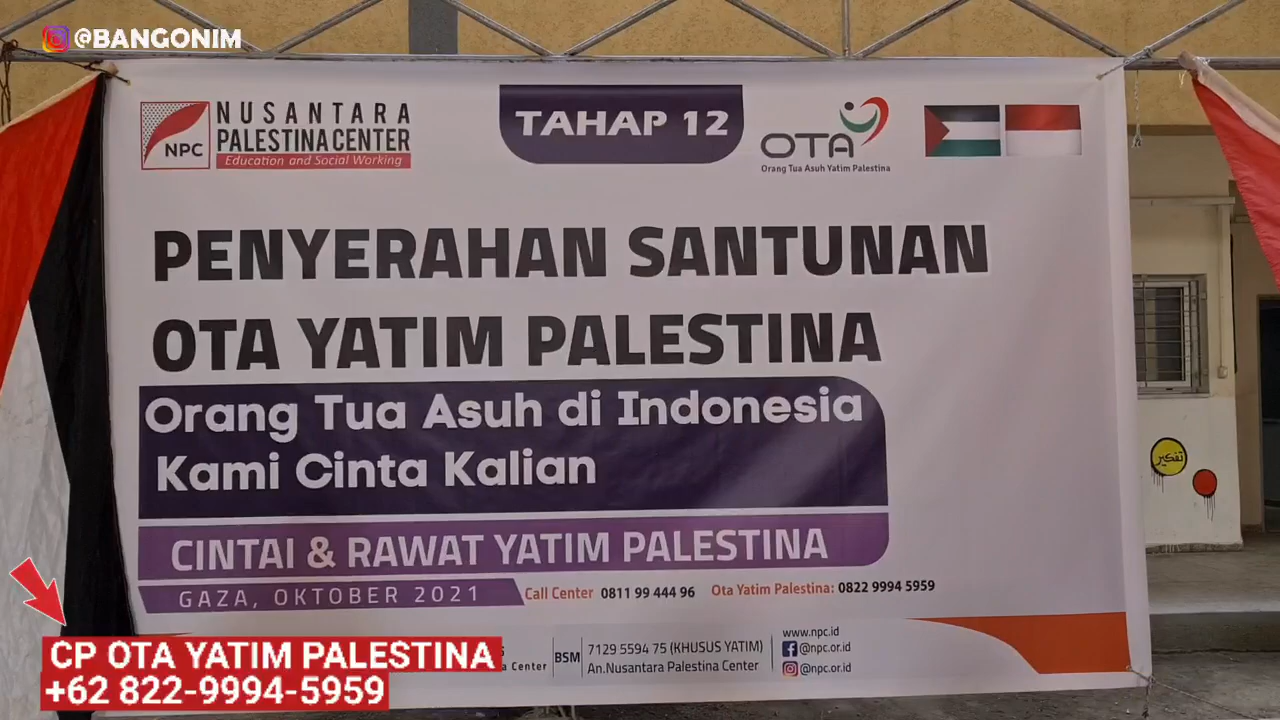 @BANGONIM
NPC
NUSANTARA
PALESTINA CENTER
Education and Social Working
TAHAP 12
OTA
Orang Tua Asuh Yatim Palestina
PENYERAHAN SANTUNAN
OTA YATIM PALESTINA
Orang Tua Asuh di Indonesia
Kami Cinta Kalian
CINTAI & RAWAT YATIM PALESTINA
GAZA, OKTOBER 2021
Call Center 0811 99 444 96 Ota Yatim Palestina: 0822 9994 5959
BSM
7129 5594 75 (KHUSUS YATIM)
An.Nusantara Palestina Center
www.npc.id
@npc.or.id
@npc.or.id
Center
تفكير
CP OTA YATIM PALESTINA
+62 822-9994-5959